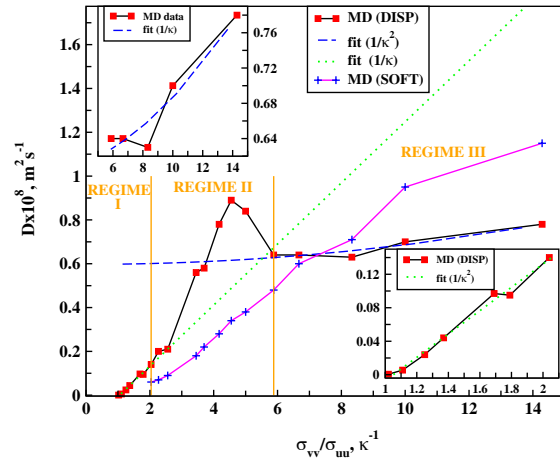 MD data
fit (1/κ)
0.76
0.72
0.68
0.64
6 8 10 12 14
MD (DISP)
fit (1/κ²)
fit (1/κ)
MD (SOFT)
1.6
1.4
1.2
1
0.8
0.6
0.4
0.2
0
Dx10⁸, m² s⁻¹
REGIME I
REGIME II
REGIME III
MD (DISP)
fit (1/κ²)
0.12
0.08
0.04
0
1 1.2 1.4 1.6 1.8 2
0 2 4 6 8 10 12 14
σvv/σuu, κ⁻¹